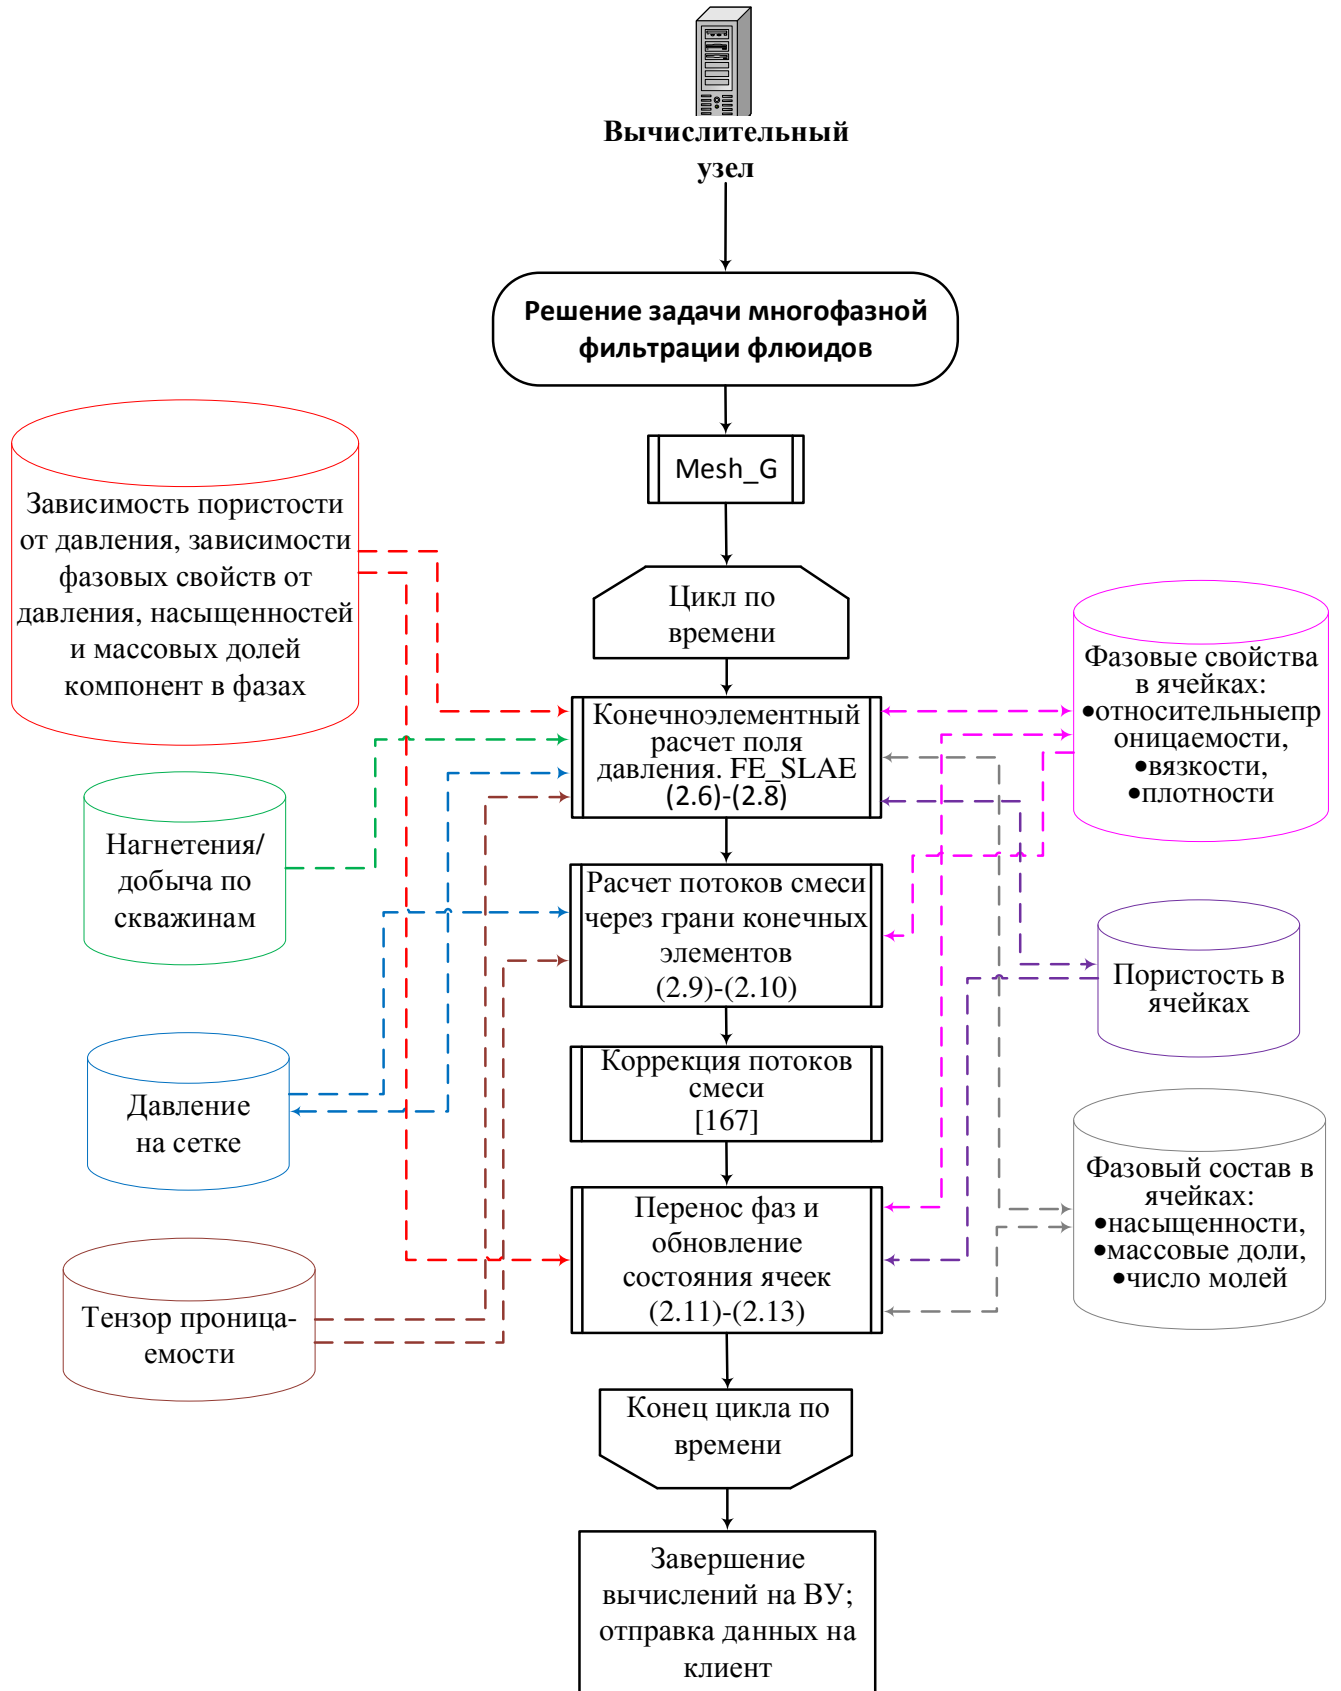 Вычислительный
узел
Решение задачи многофазной
фильтрации флюидов
Mesh_G
Зависимость пористости
от давления, зависимости
фазовых свойств от
давления, насыщенностей
и массовых долей
компонент в фазах
Цикл по
времени
Фазовые свойства
в ячейках:
•относительныепр
оницаемости,
•вязкости,
•плотности
Конечноэлементный
расчет поля
давления. FE_SLAE
(2.6)-(2.8)
Нагнетения/
добыча по
скважинам
Расчет потоков смеси
через грани конечных
элементов
(2.9)-(2.10)
Пористость в
ячейках
Давление
на сетке
Коррекция потоков
смеси
[167]
Фазовый состав в
ячейках:
•насыщенности,
•массовые доли,
•число молей
Перенос фаз и
обновление
состояния ячеек
(2.11)-(2.13)
Тензор проница-
емости
Конец цикла по
времени
Завершение
вычислений на ВУ;
отправка данных на
клиент